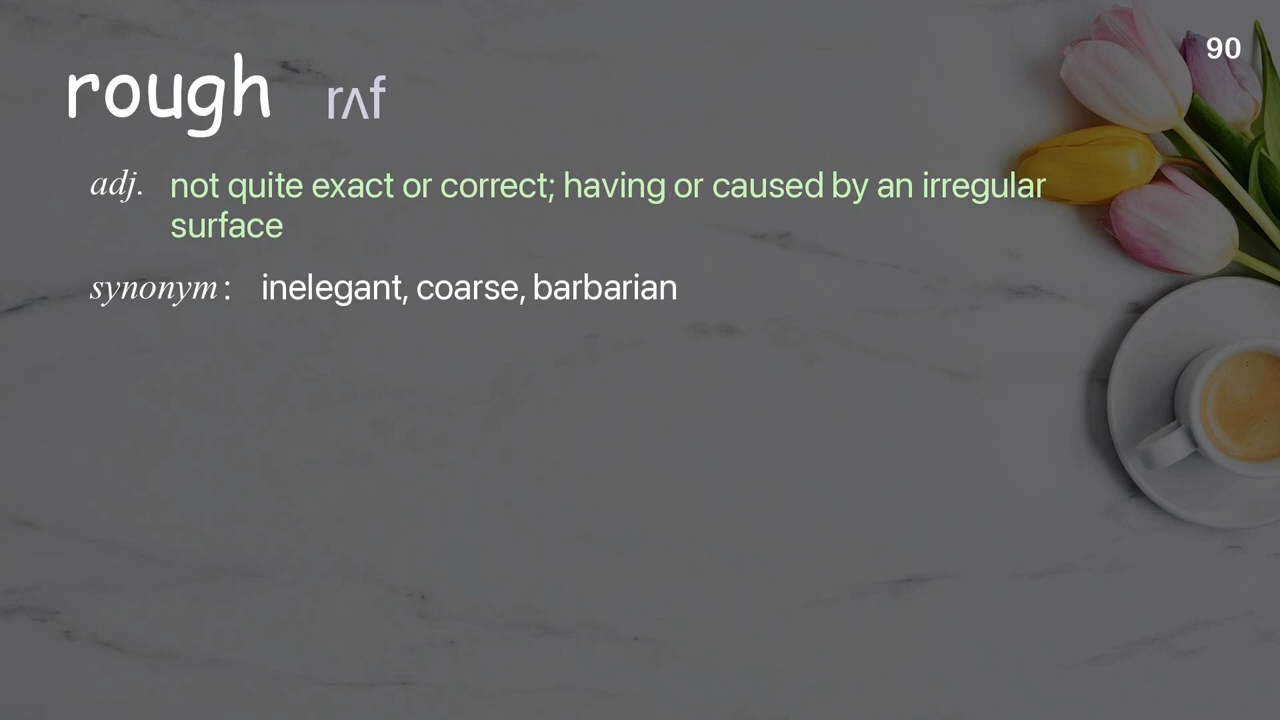 90
rough rʌf
adj. not quite exact or correct; having or caused by an irregular
surface
synonym : inelegant, coarse, barbarian